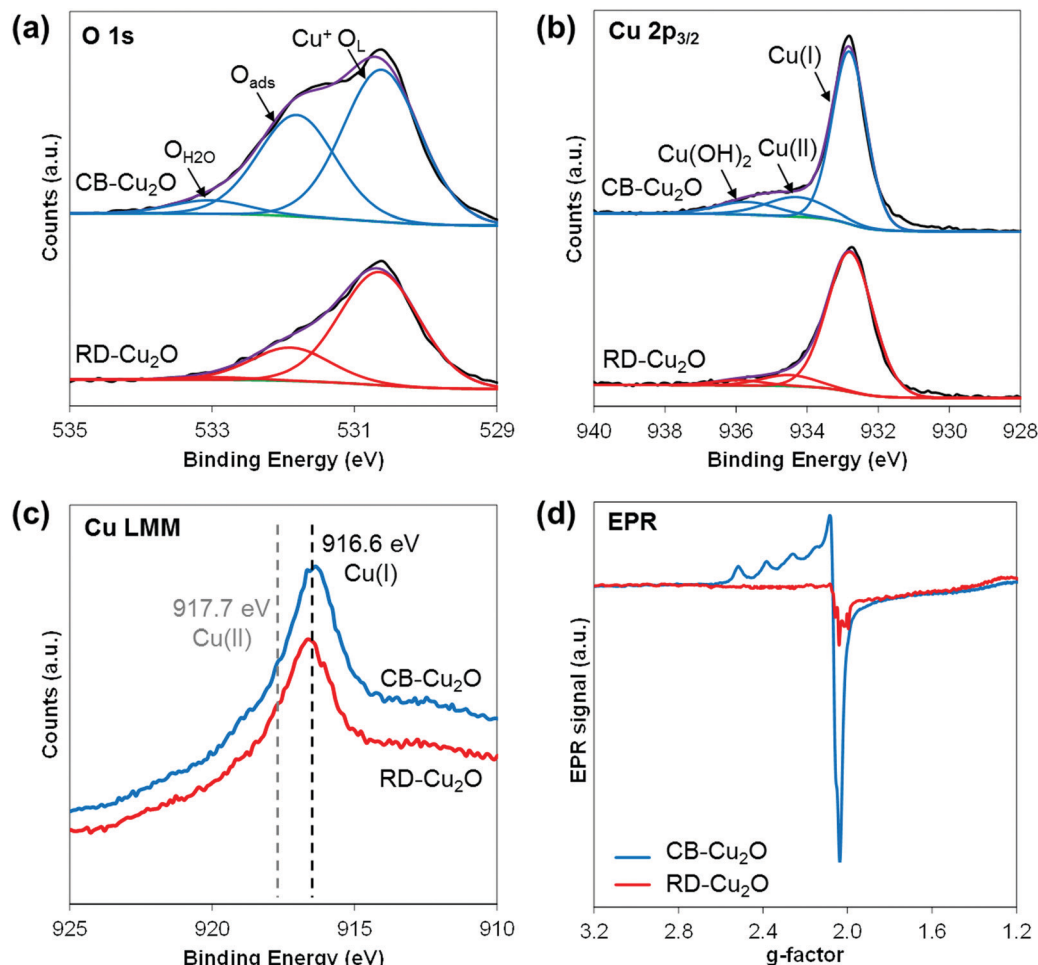 (a) O 1s
Cu⁺ O_L
O_ads
O_H2O
CB-Cu₂O
RD-Cu₂O
Counts (a.u.)
535 533 531 529
Binding Energy (eV)
(b) Cu 2p₃/₂
Cu(I)
Cu(II)
Cu(OH)₂
CB-Cu₂O
RD-Cu₂O
Counts (a.u.)
940 938 936 934 932 930 928
Binding Energy (eV)
(c) Cu LMM
916.6 eV
Cu(I)
917.7 eV
Cu(II)
CB-Cu₂O
RD-Cu₂O
Counts (a.u.)
925 920 915 910
Binding Energy (eV)
(d) EPR
EPR signal (a.u.)
CB-Cu₂O
RD-Cu₂O
3.2 2.8 2.4 2.0 1.6 1.2
g-factor